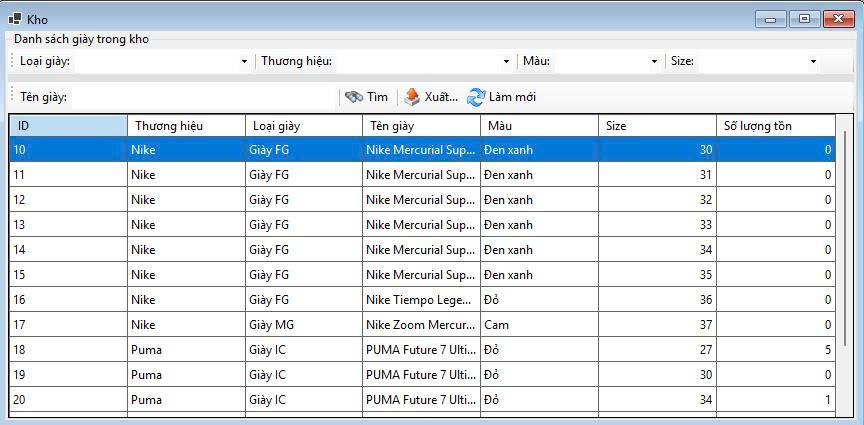 Kho
Danh sách giày trong kho
Loại giày: Thương hiệu: Màu: Size:
Tên giày: Tìm Xuất... Làm mới
ID Thương hiệu Loại giày Tên giày Màu Size Số lượng tồn
10 Nike Giày FG Nike Mercurial Sup... Đen xanh 30 0
11 Nike Giày FG Nike Mercurial Sup... Đen xanh 31 0
12 Nike Giày FG Nike Mercurial Sup... Đen xanh 32 0
13 Nike Giày FG Nike Mercurial Sup... Đen xanh 33 0
14 Nike Giày FG Nike Mercurial Sup... Đen xanh 34 0
15 Nike Giày FG Nike Mercurial Sup... Đen xanh 35 0
16 Nike Giày FG Nike Tiempo Lege... Đỏ 36 0
17 Nike Giày MG Nike Zoom Mercur... Cam 37 0
18 Puma Giày IC PUMA Future 7 Ulti... Đỏ 27 5
19 Puma Giày IC PUMA Future 7 Ulti... Đỏ 30 0
20 Puma Giày IC PUMA Future 7 Ulti... Đỏ 34 1